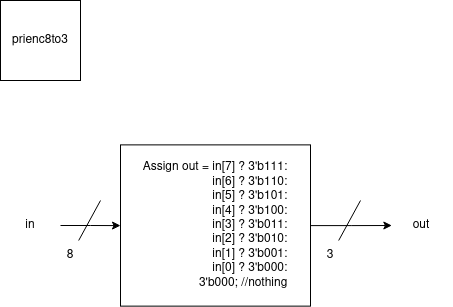 prienc8to3
Assign out = in[7] ? 3'b111:
in[6] ? 3'b110:
in[5] ? 3'b101:
in[4] ? 3'b100:
in[3] ? 3'b011:
in[2] ? 3'b010:
in[1] ? 3'b001:
in[0] ? 3'b000:
3'b000; //nothing
in
out
8
3